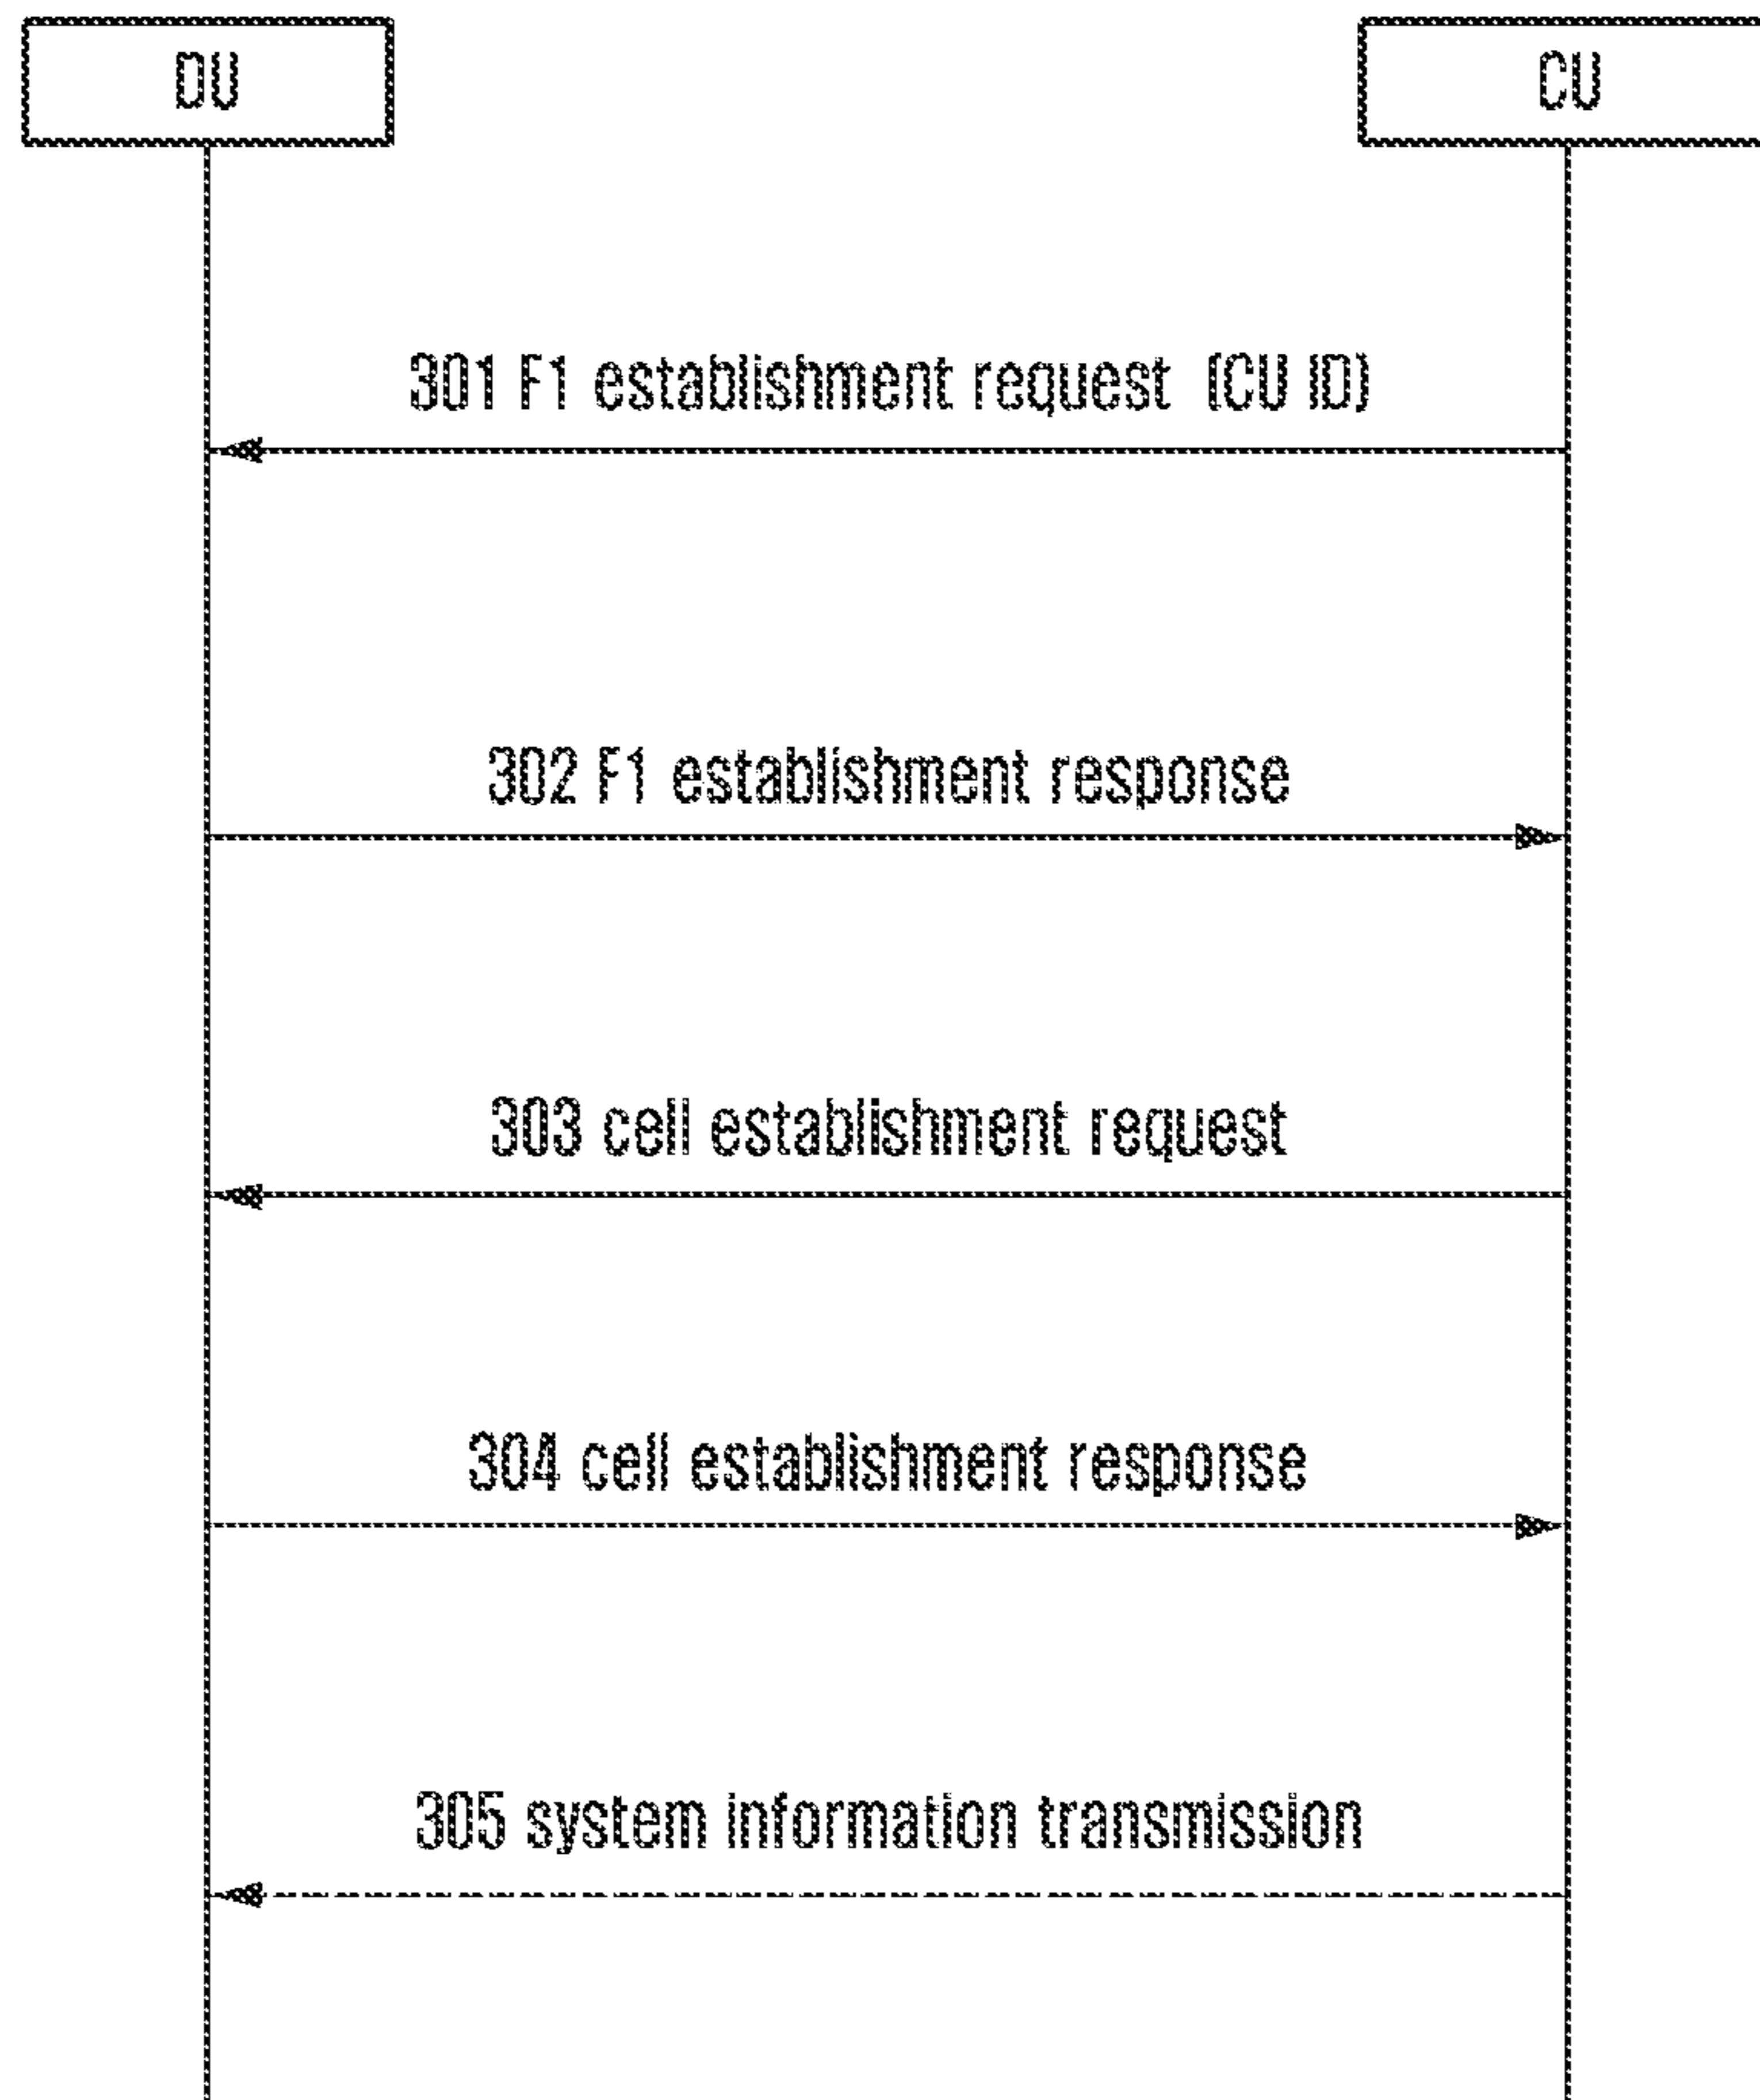 DU
CU
301 F1 establishment request (CU ID)
302 F1 establishment response
303 cell establishment request
304 cell establishment response
305 system information transmission